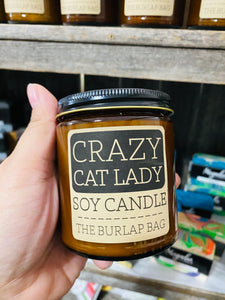 CRAZY
CAT LADY
SOY CANDLE
THE BURLAP BAG